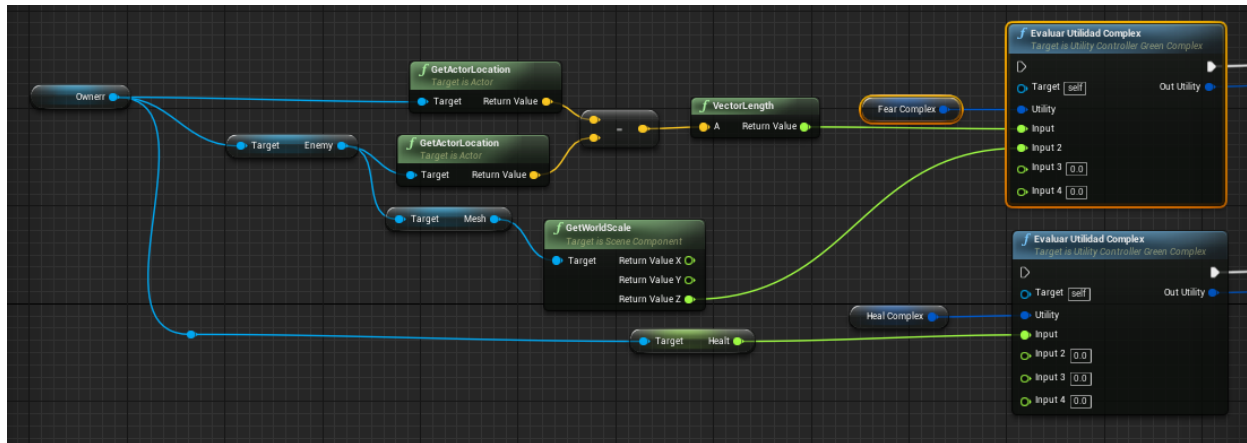 Ownerr
Target Enemy
f GetActorLocation
Target is Actor
Target Return Value
f GetActorLocation
Target is Actor
Target Return Value
Target Mesh
-
f VectorLength
A Return Value
f GetWorldScale
Target is Scene Component
Target Return Value X
Return Value Y
Return Value Z
Target Healt
Fear Complex
f Evaluar Utilidad Complex
Target is Utility Controller Green Complex
Target self Out Utility
Utility
Input
Input 2
Input 3 0.0
Input 4 0.0
Heal Complex
f Evaluar Utilidad Complex
Target is Utility Controller Green Complex
Target self Out Utility
Utility
Input
Input 2 0.0
Input 3 0.0
Input 4 0.0